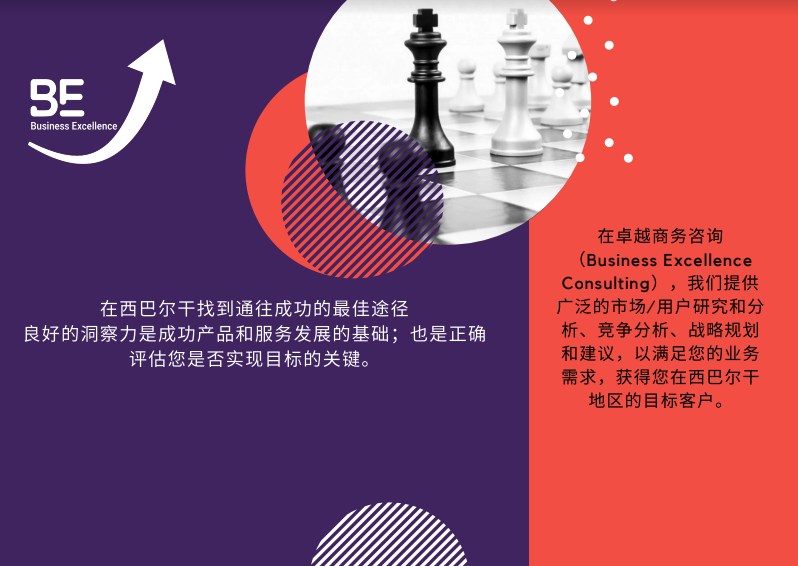 BE
Business Excellence
在西巴尔干找到通往成功的最佳途径
良好的洞察力是成功产品和服务发展的基础；也是正确
评估您是否实现目标的关键。
在卓越商务咨询
（Business Excellence
Consulting），我们提供
广泛的市场/用户研究和分
析、竞争分析、战略规划
和建议，以满足您的业务
需求，获得您在西巴尔干
地区的目标客户。